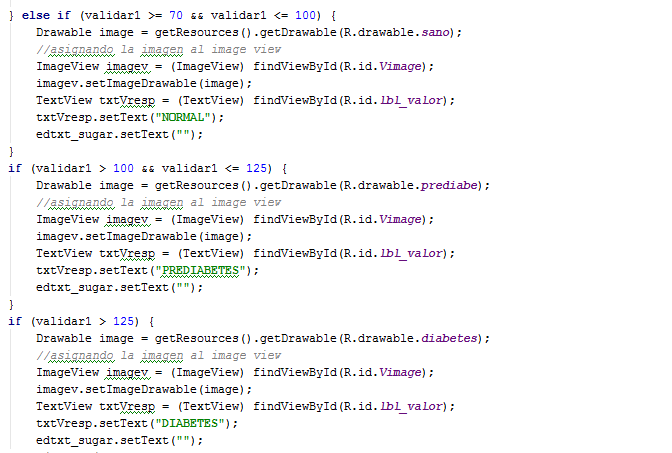 } else if (validar1 >= 70 && validar1 <= 100) {
Drawable image = getResources().getDrawable(R.drawable.sano);
//asignando la imagen al image view
ImageView imagev = (ImageView) findViewById(R.id.Vimage);
imagev.setImageDrawable(image);
TextView txtVresp = (TextView) findViewById(R.id.lbl_valor);
txtVresp.setText("NORMAL");
edtxt_sugar.setText("");
}
if (validar1 > 100 && validar1 <= 125) {
Drawable image = getResources().getDrawable(R.drawable.prediabe);
//asignando la imagen al image view
ImageView imagev = (ImageView) findViewById(R.id.Vimage);
imagev.setImageDrawable(image);
TextView txtVresp = (TextView) findViewById(R.id.lbl_valor);
txtVresp.setText("PREDIABETES");
edtxt_sugar.setText("");
}
if (validar1 > 125) {
Drawable image = getResources().getDrawable(R.drawable.diabetes);
//asignando la imagen al image view
ImageView imagev = (ImageView) findViewById(R.id.Vimage);
imagev.setImageDrawable(image);
TextView txtVresp = (TextView) findViewById(R.id.lbl_valor);
txtVresp.setText("DIABETES");
edtxt_sugar.setText("");